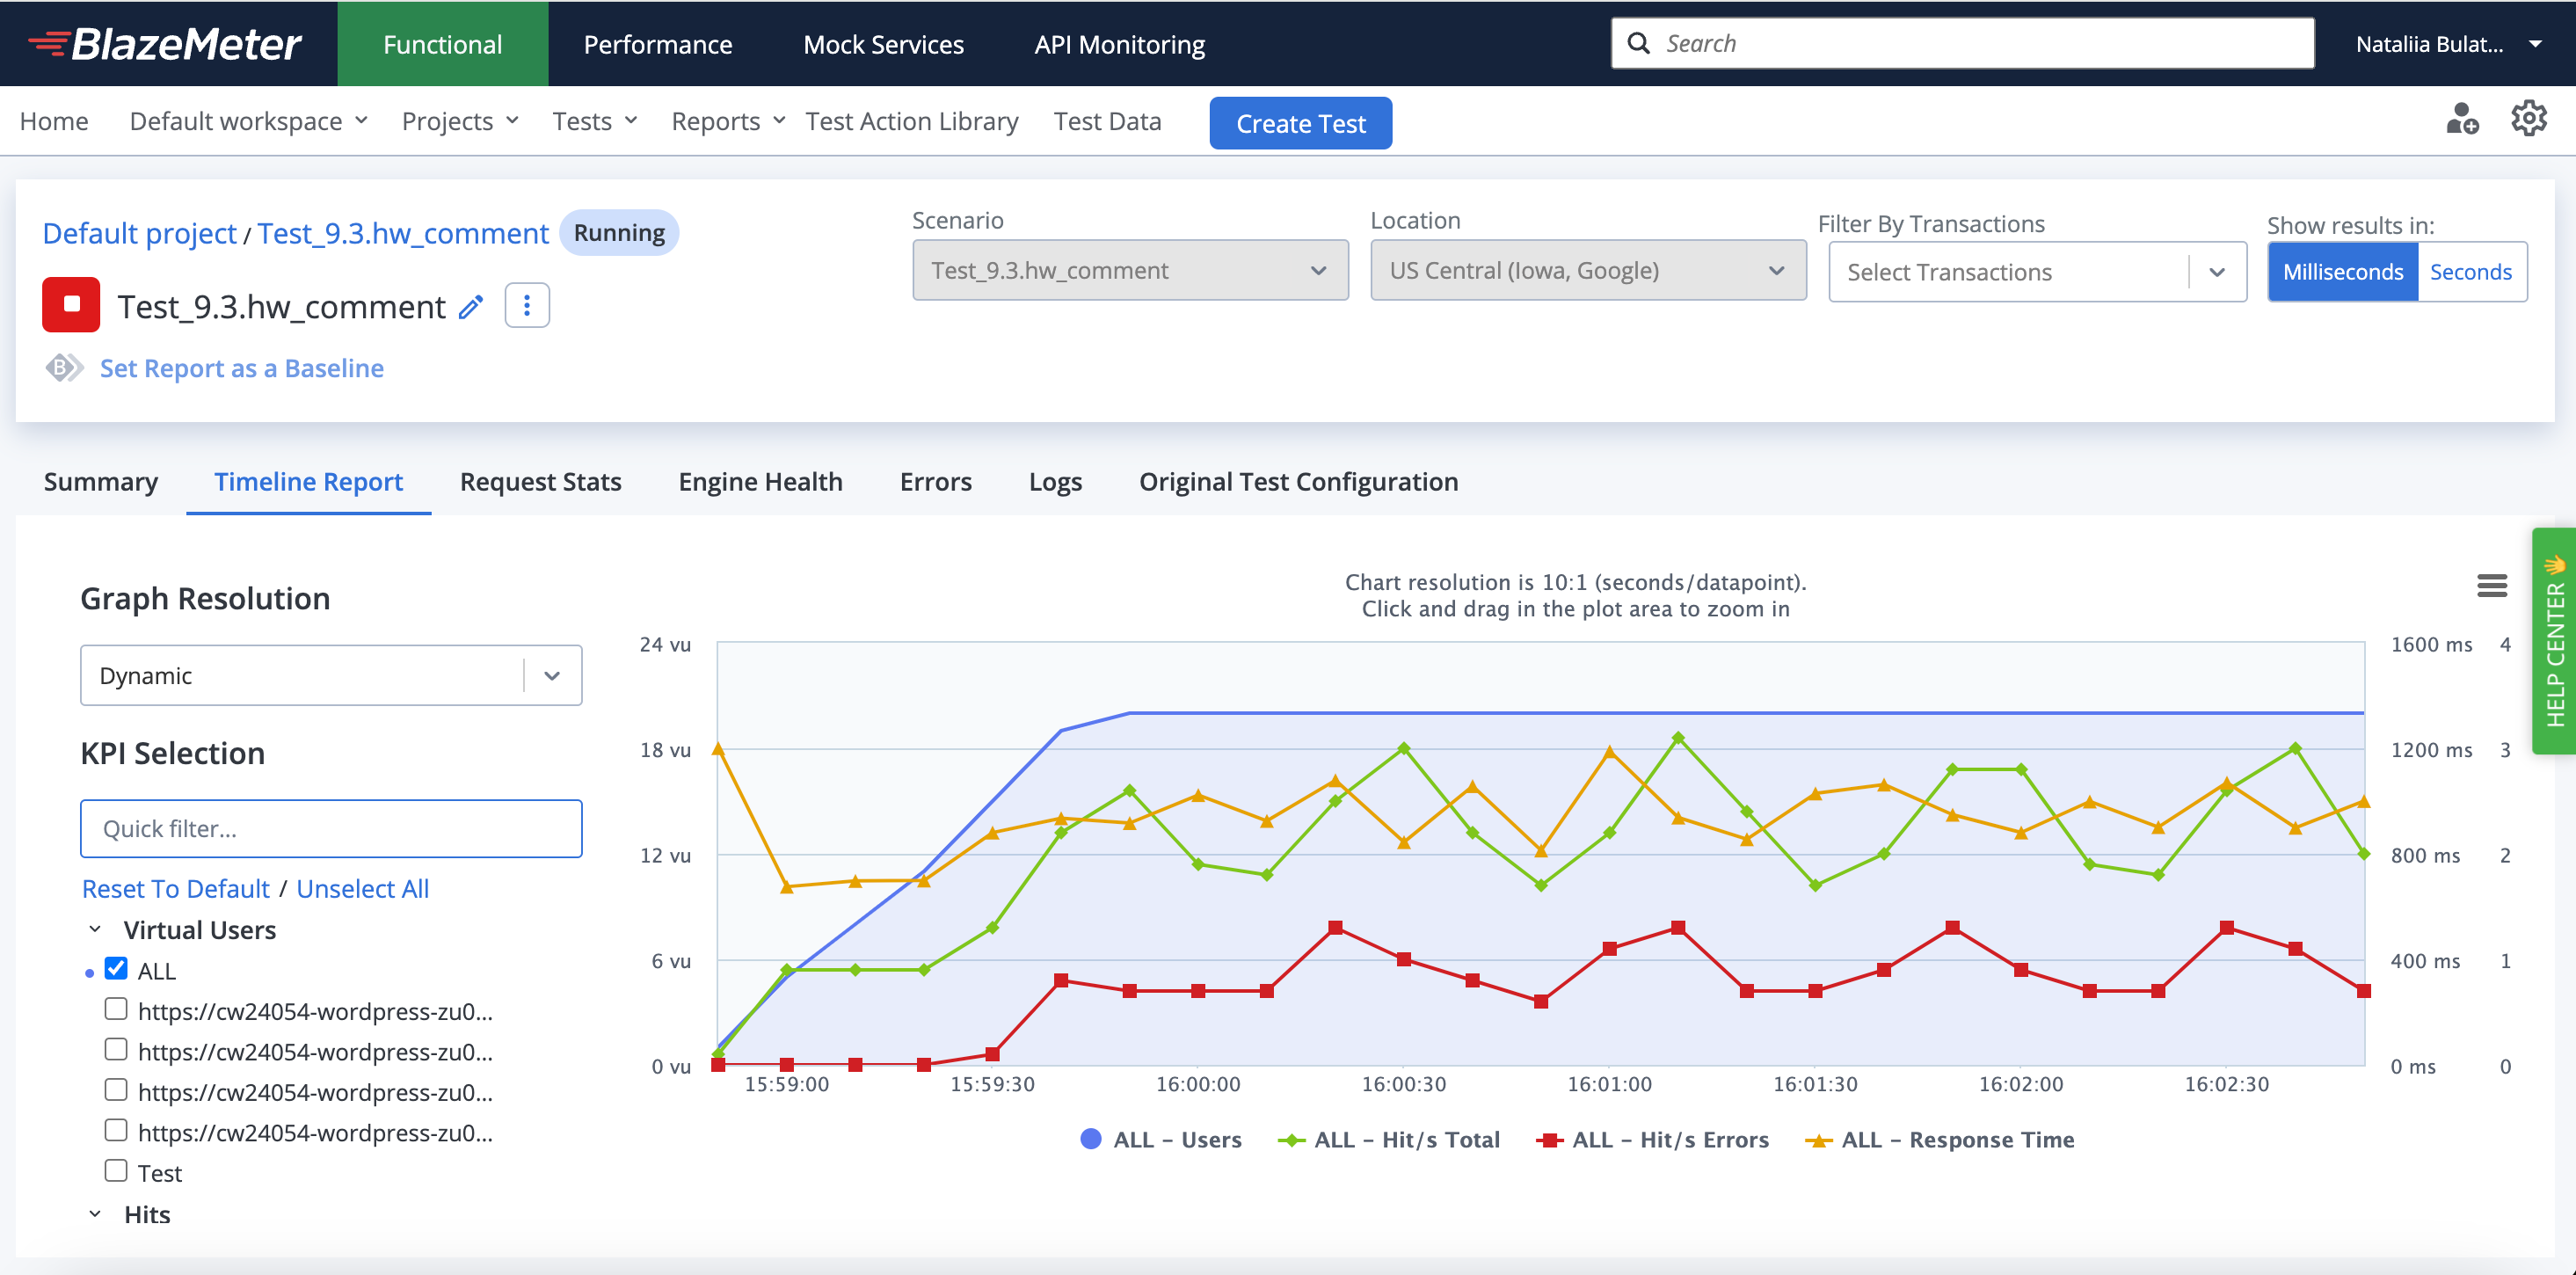 BlazeMeter
Functional
Performance
Mock Services
API Monitoring
Search
Nataliia Bulat...
Home
Default workspace
Projects
Tests
Reports
Test Action Library
Test Data
Create Test
Default project / Test_9.3.hw_comment
Running
Test_9.3.hw_comment
B
Set Report as a Baseline
Scenario
Test_9.3.hw_comment
Location
US Central (Iowa, Google)
Filter By Transactions
Select Transactions
Show results in:
Milliseconds
Seconds
Summary
Timeline Report
Request Stats
Engine Health
Errors
Logs
Original Test Configuration
Graph Resolution
Dynamic
KPI Selection
Quick filter...
Reset To Default / Unselect All
Virtual Users
ALL
https://cw24054-wordpress-zu0...
https://cw24054-wordpress-zu0...
https://cw24054-wordpress-zu0...
https://cw24054-wordpress-zu0...
Test
Hits
Chart resolution is 10:1 (seconds/datapoint).
Click and drag in the plot area to zoom in
24 vu
18 vu
12 vu
6 vu
0 vu
1600 ms 4
1200 ms 3
800 ms 2
400 ms 1
0 ms 0
15:59:00 15:59:30 16:00:00 16:00:30 16:01:00 16:01:30 16:02:00 16:02:30
ALL – Users
ALL – Hit/s Total
ALL – Hit/s Errors
ALL – Response Time
HELP CENTER 👋